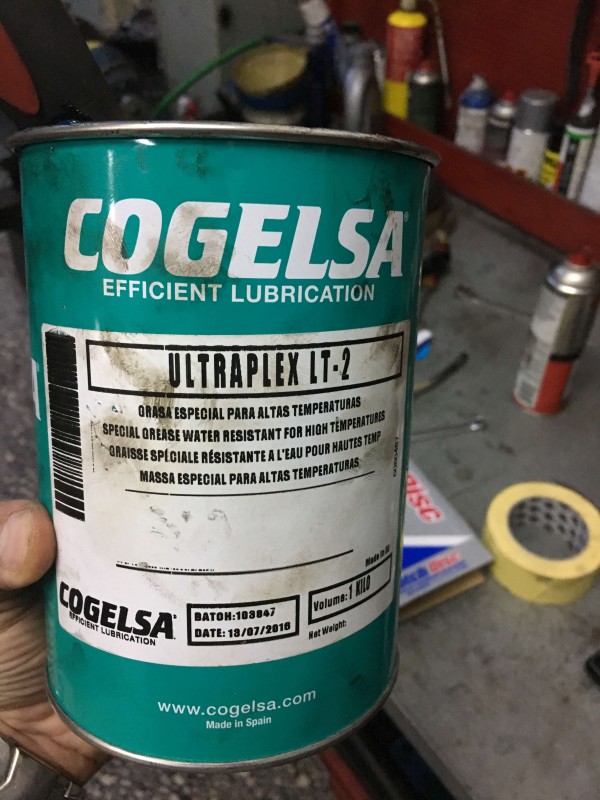 COGELSA
EFFICIENT LUBRICATION
ULTRAPLEX LT-2
GRASA ESPECIAL PARA ALTAS TEMPERATURAS
SPECIAL GREASE WATER RESISTANT FOR HIGH TEMPERATURES
GRAISSE SPÉCIALE RÉSISTANTE A L'EAU POUR HAUTES TEMP
MASSA ESPECIAL PARA ALTAS TEMPERATURAS
Made in
COGELSA
EFFICIENT LUBRICATION
BATCH:103847
DATE: 13/07/2016
Volume: 1 KILO
Net Weight:
www.cogelsa.com
Made in Spain
DISC